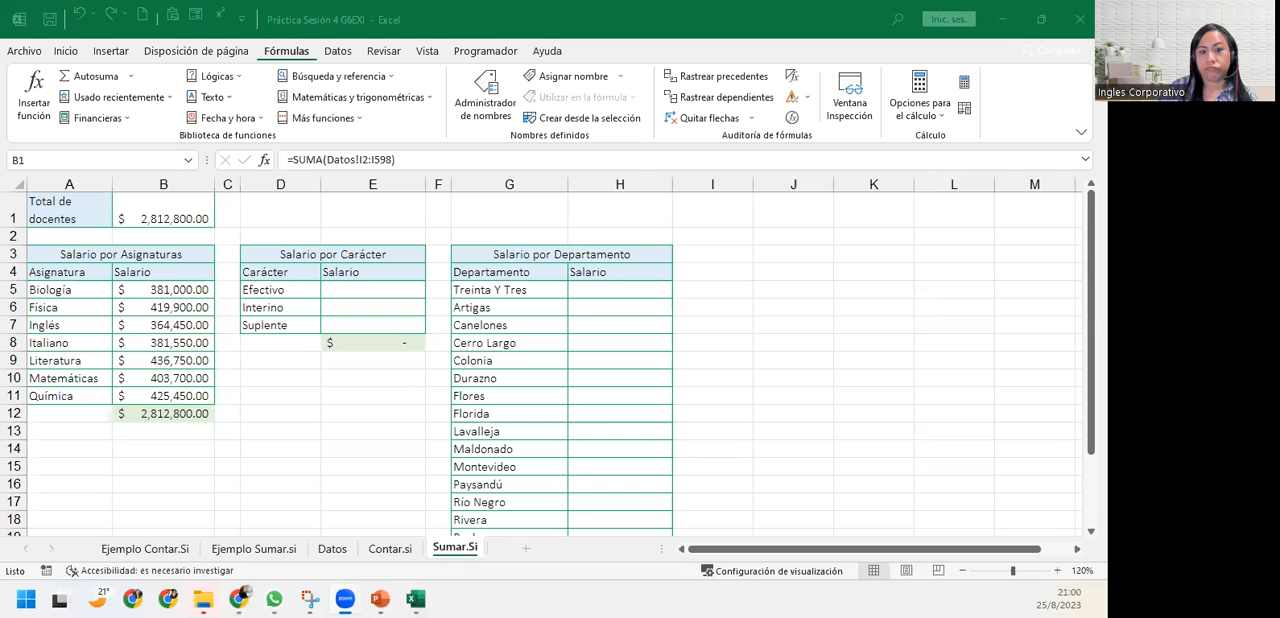 Práctica Sesión 4 G6EXI - Excel
Inic. ses.
Archivo Inicio Insertar Disposición de página Fórmulas Datos Revisar Vista Programador Ayuda
Compartir
Insertar función
Autosuma
Usado recientemente
Financieras
Lógicas
Texto
Fecha y hora
Búsqueda y referencia
Matemáticas y trigonométricas
Más funciones
Biblioteca de funciones
Administrador de nombres
Asignar nombre
Utilizar en la fórmula
Crear desde la selección
Nombres definidos
Rastrear precedentes
Rastrear dependientes
Quitar flechas
Auditoría de fórmulas
Ventana Inspección
Opciones para el cálculo
Cálculo
Ingles Corporativo
B1 fx =SUMA(Datos!I2:I598)
A B C D E F G H I J K L M
Total de
1 docentes $ 2,812,800.00
2
3 Salario por Asignaturas Salario por Carácter Salario por Departamento
4 Asignatura Salario Carácter Salario Departamento Salario
5 Biología $ 381,000.00 Efectivo Treinta Y Tres
6 Física $ 419,900.00 Interino Artigas
7 Inglés $ 364,450.00 Suplente Canelones
8 Italiano $ 381,550.00 $ - Cerro Largo
9 Literatura $ 436,750.00 Colonia
10 Matemáticas $ 403,700.00 Durazno
11 Química $ 425,450.00 Flores
12 $ 2,812,800.00 Florida
13 Lavalleja
14 Maldonado
15 Montevideo
16 Paysandú
17 Río Negro
18 Rivera
Ejemplo Contar.Si Ejemplo Sumar.si Datos Contar.si Sumar.Si
Listo Accesibilidad: es necesario investigar Configuración de visualización 120%
21°
zoom
21:00
25/8/2023